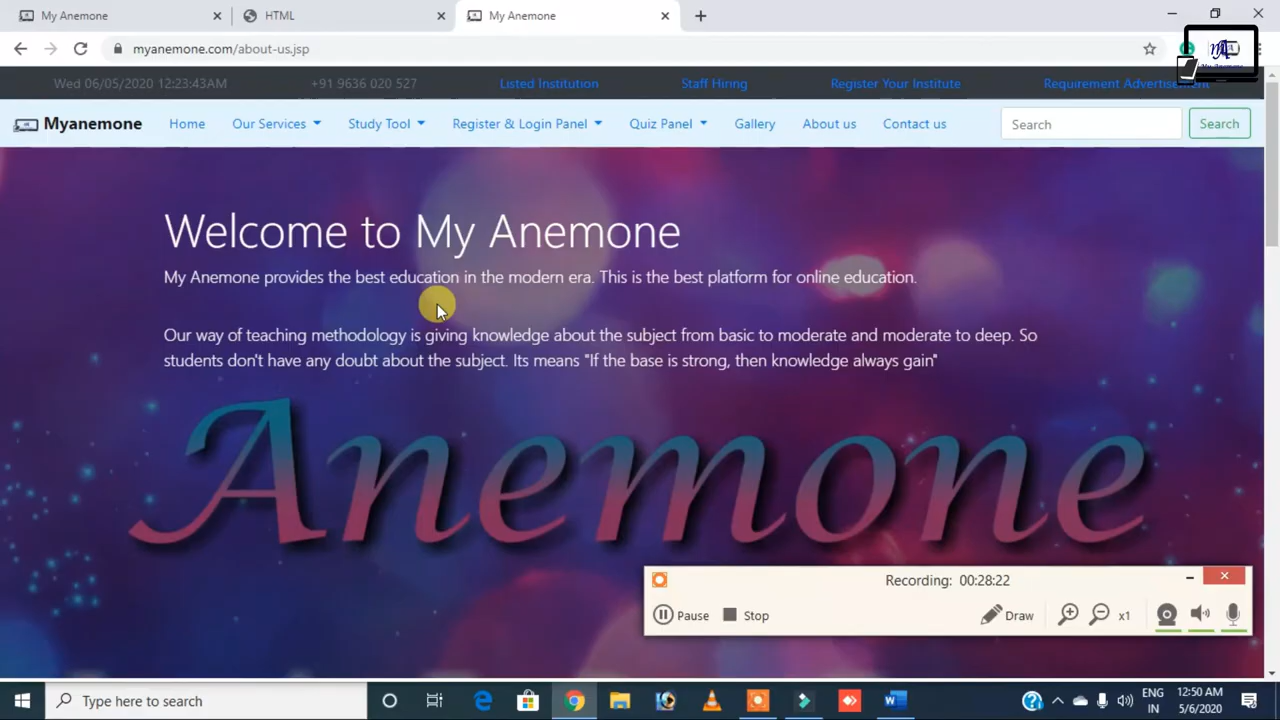 My Anemone
HTML
My Anemone
myanemone.com/about-us.jsp
Wed 06/05/2020 12:23:43AM +91 9636 020 527 Listed Institution Staff Hiring Register Your Institute Requirement Advertisement
Myanemone Home Our Services Study Tool Register & Login Panel Quiz Panel Gallery About us Contact us Search Search
Welcome to My Anemone
My Anemone provides the best education in the modern era. This is the best platform for online education.
Our way of teaching methodology is giving knowledge about the subject from basic to moderate and moderate to deep. So
students don't have any doubt about the subject. Its means "If the base is strong, then knowledge always gain"
Anemone
Recording: 00:28:22
Pause Stop Draw x1
Type here to search
ENG
IN
12:50 AM
5/6/2020